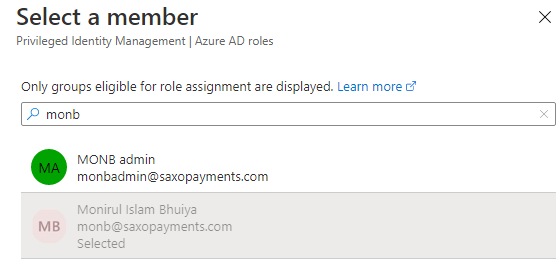 Select a member
Privileged Identity Management | Azure AD roles
Only groups eligible for role assignment are displayed. Learn more
monb
MA
MONB admin
monbadmin@saxopayments.com
MB
Monirul Islam Bhuiya
monb@saxopayments.com
Selected